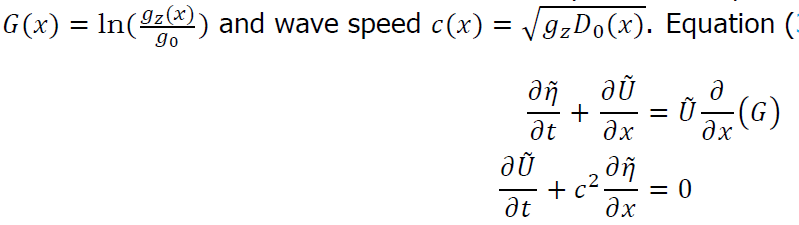 G(x) = ln(g_z(x)/g_0) and wave speed c(x) = √(g_z D_0(x)). Equation (
∂η̃/∂t + ∂Ũ/∂x = Ũ ∂/∂x (G)
∂Ũ/∂t + c² ∂η̃/∂x = 0